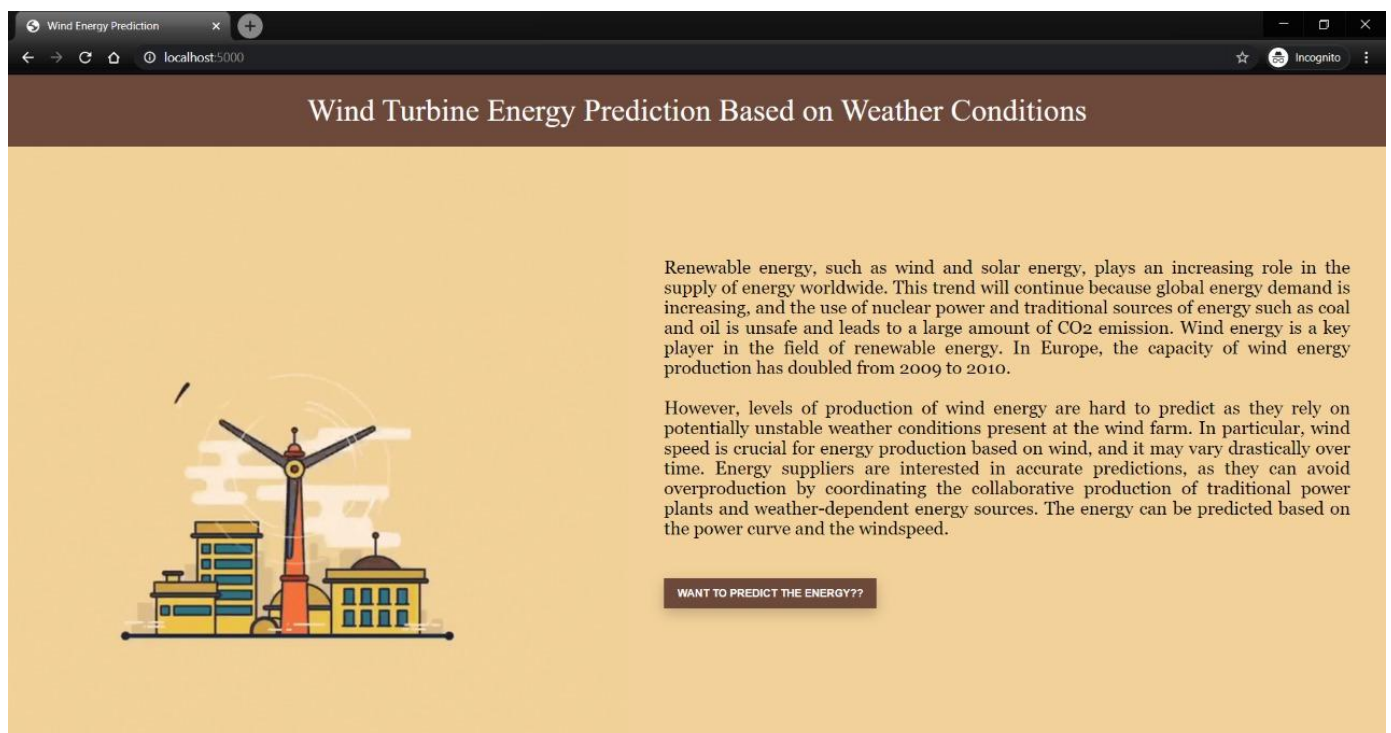 Wind Energy Prediction
localhost:5000
Incognito
Wind Turbine Energy Prediction Based on Weather Conditions
Renewable energy, such as wind and solar energy, plays an increasing role in the
supply of energy worldwide. This trend will continue because global energy demand is
increasing, and the use of nuclear power and traditional sources of energy such as coal
and oil is unsafe and leads to a large amount of CO2 emission. Wind energy is a key
player in the field of renewable energy. In Europe, the capacity of wind energy
production has doubled from 2009 to 2010.
However, levels of production of wind energy are hard to predict as they rely on
potentially unstable weather conditions present at the wind farm. In particular, wind
speed is crucial for energy production based on wind, and it may vary drastically over
time. Energy suppliers are interested in accurate predictions, as they can avoid
overproduction by coordinating the collaborative production of traditional power
plants and weather-dependent energy sources. The energy can be predicted based on
the power curve and the windspeed.
WANT TO PREDICT THE ENERGY??